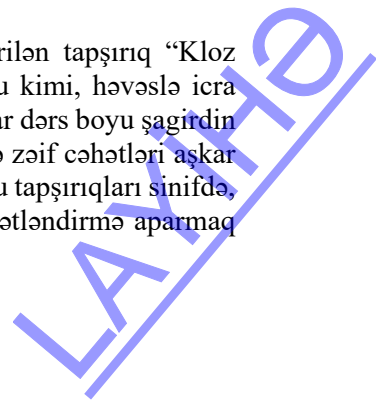 rilən tapşırıq “Kloz
u kimi, həvəslə icra
ar dərs boyu şagirdin
ə zəif cəhətləri aşkar
u tapşırıqları sinifdə,
ətləndirmə aparmaq
LAYİHƏ